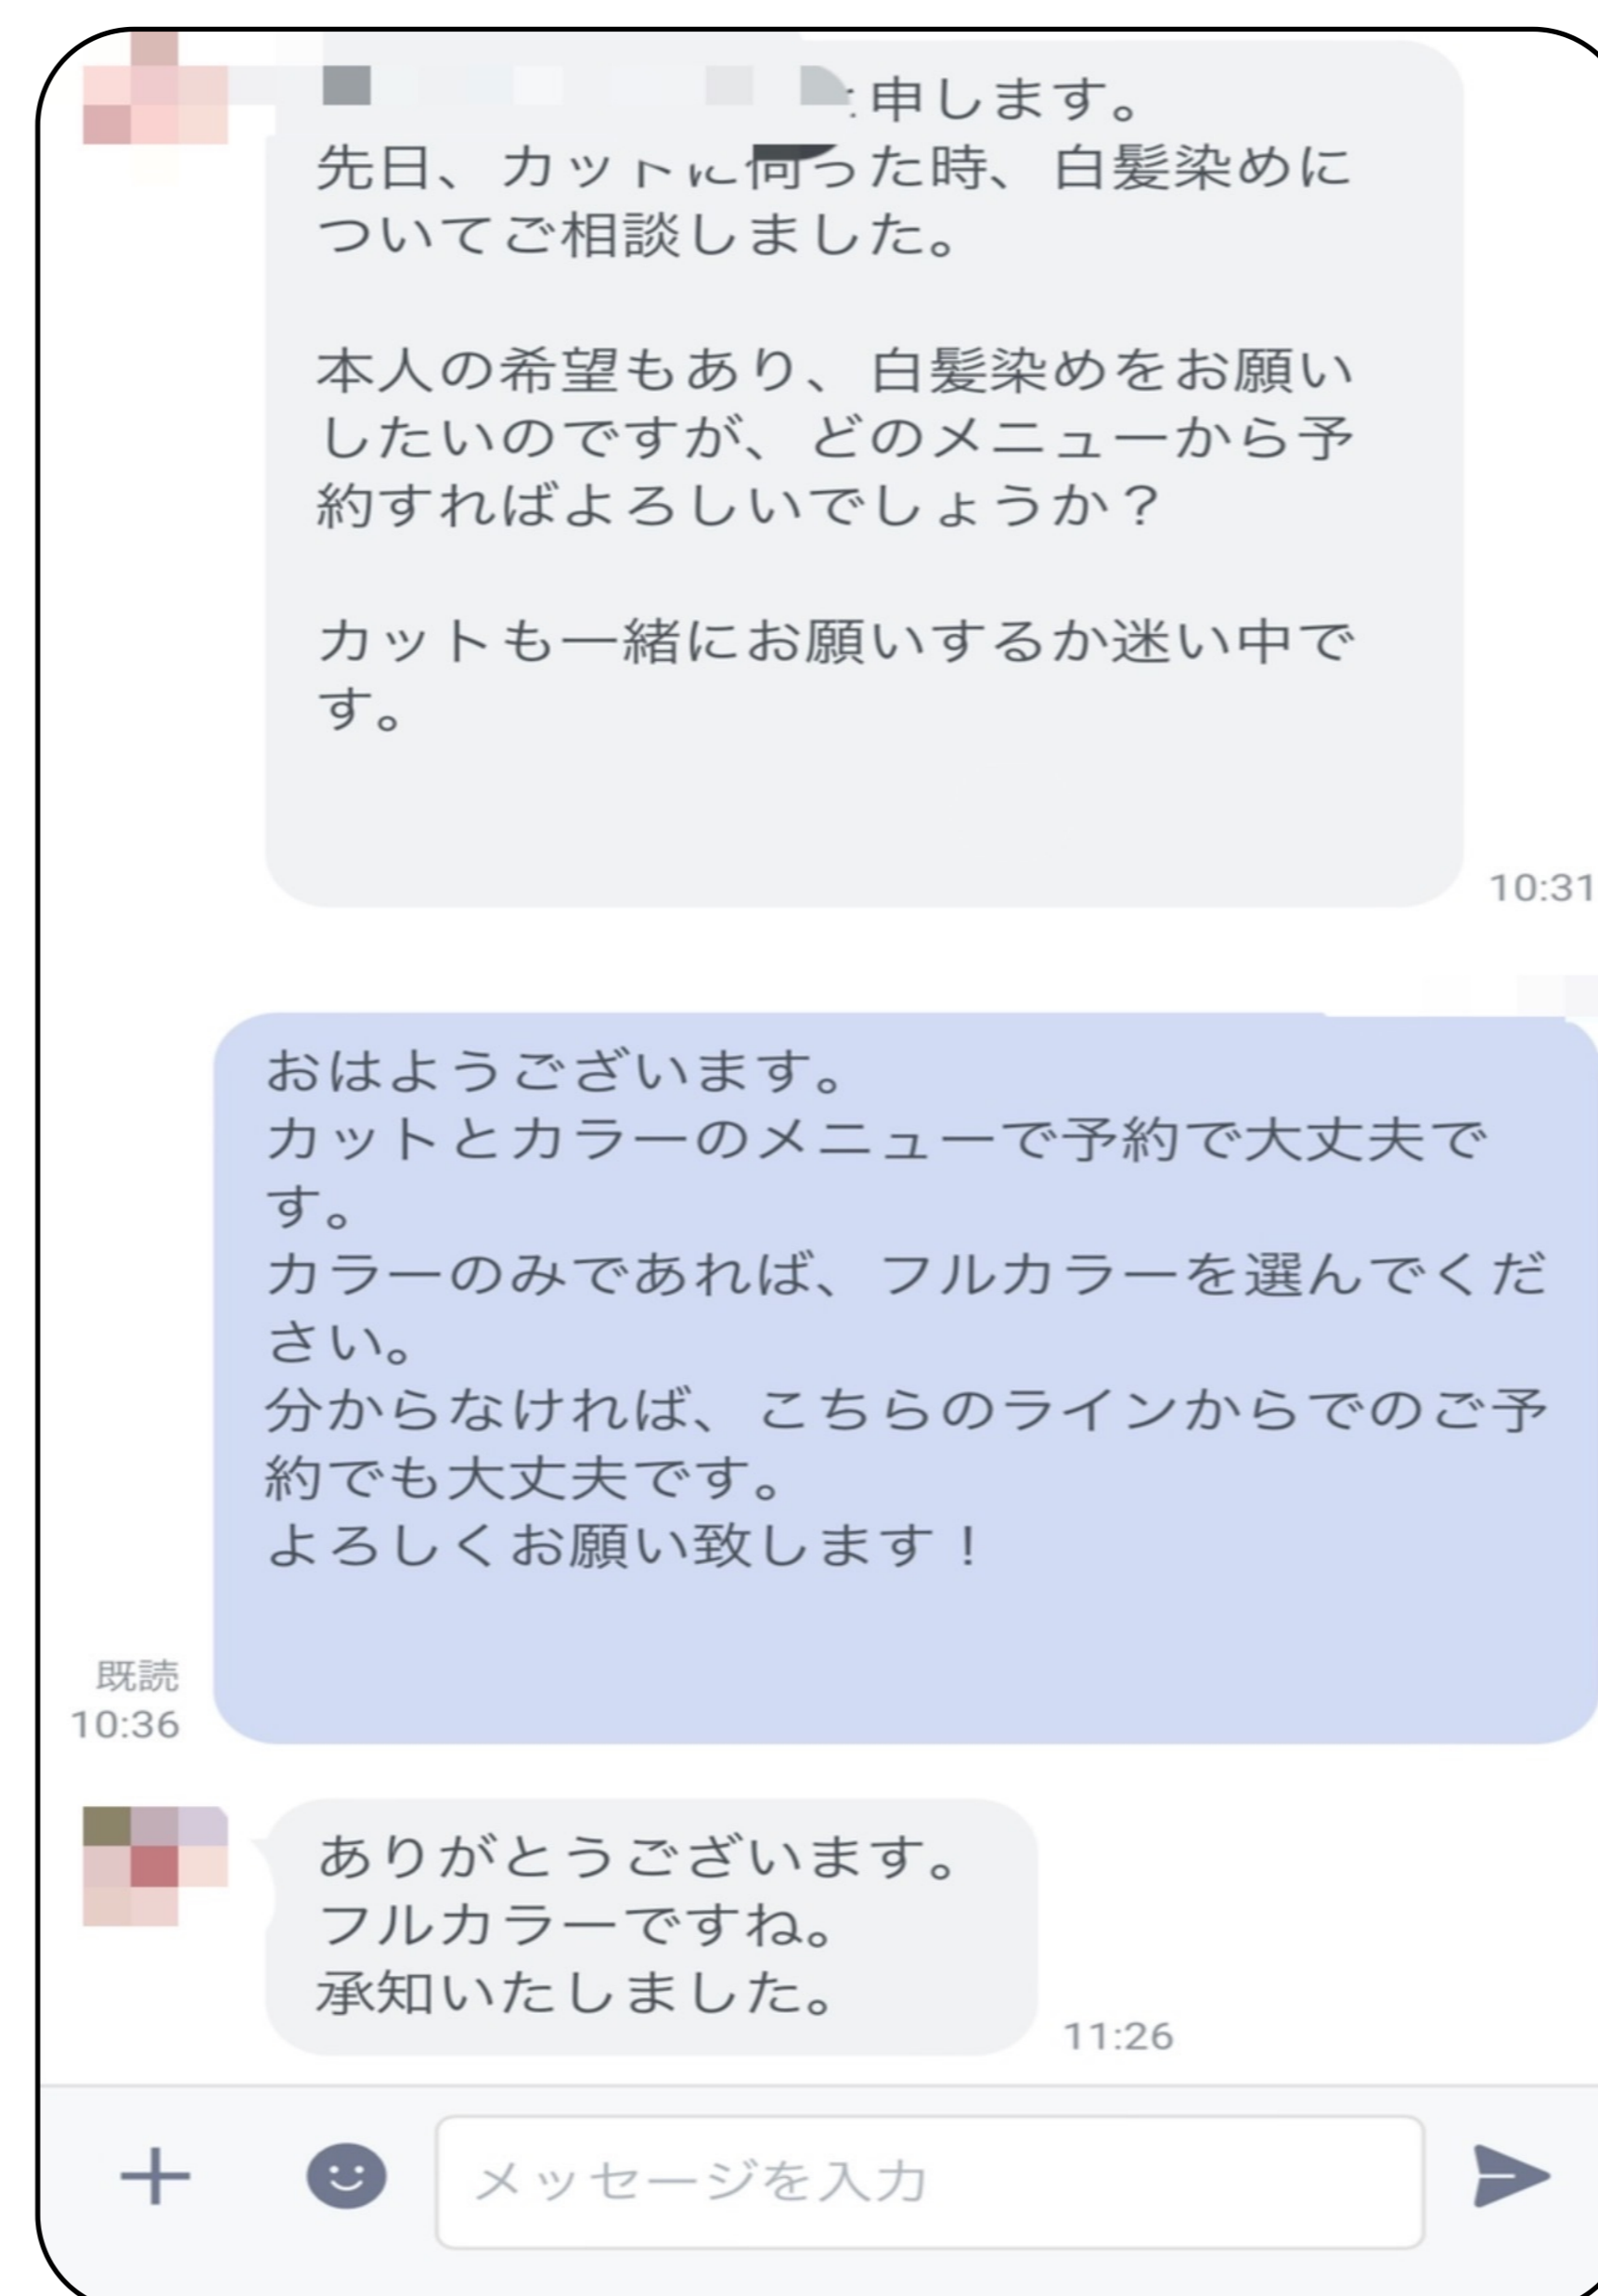 申します。
先日、カットに伺った時、白髪染めに
ついてご相談しました。
本人の希望もあり、白髪染めをお願い
したいのですが、どのメニューから予
約すればよろしいでしょうか？
カットも一緒にお願いするか迷い中で
す。
10:31
おはようございます。
カットとカラーのメニューで予約で大丈夫で
す。
カラーのみであれば、フルカラーを選んでくだ
さい。
分からなければ、こちらのラインからでのご予
約でも大丈夫です。
よろしくお願い致します！
既読
10:36
ありがとうございます。
フルカラーですね。
承知いたしました。
11:26
メッセージを入力